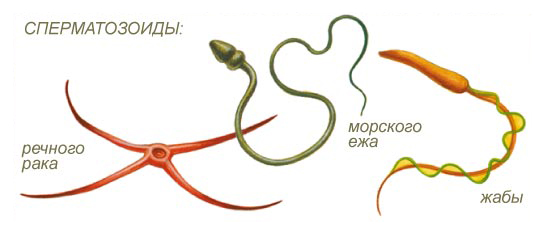 СПЕРМАТОЗОИДЫ:
речного
рака
морского
ежа
жабы